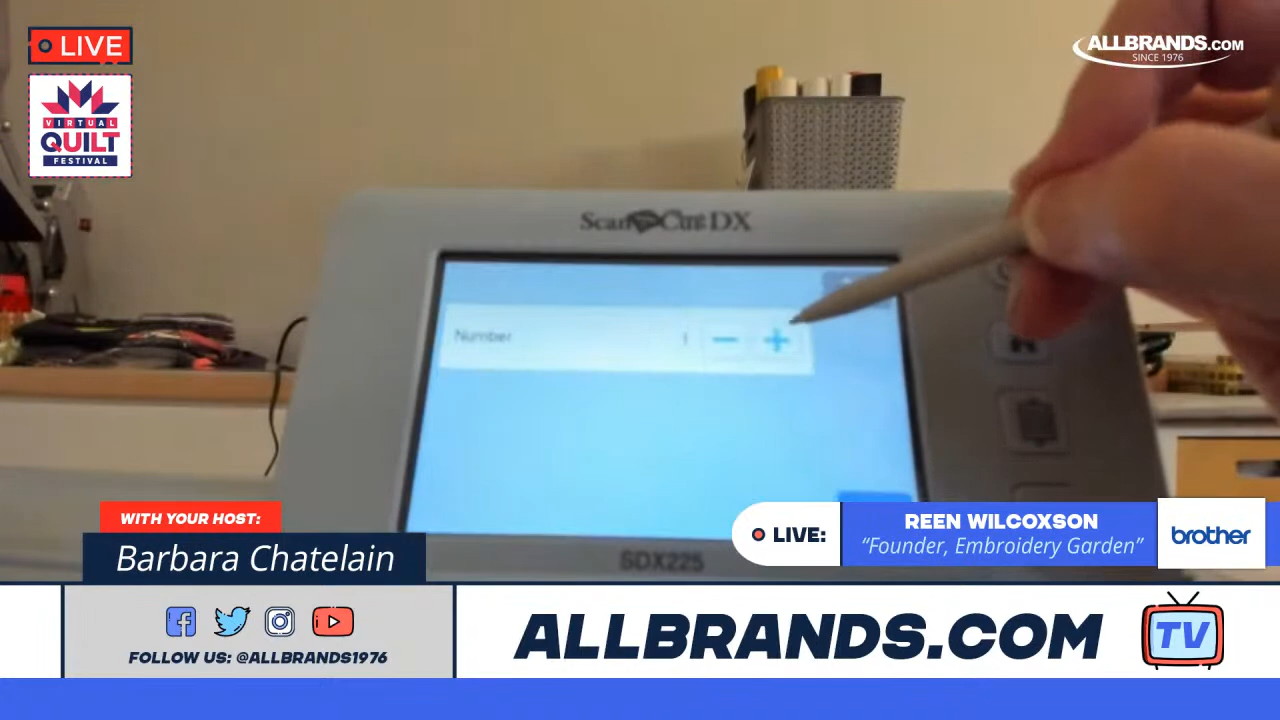 LIVE
VIRTUAL
QUILT
FESTIVAL
ALLBRANDS.COM
SINCE 1976
ScanNCut DX
Number 1 − +
SDX225
WITH YOUR HOST:
Barbara Chatelain
LIVE:
REEN WILCOXSON
"Founder, Embroidery Garden"
brother
FOLLOW US: @ALLBRANDS1976
ALLBRANDS.COM
TV